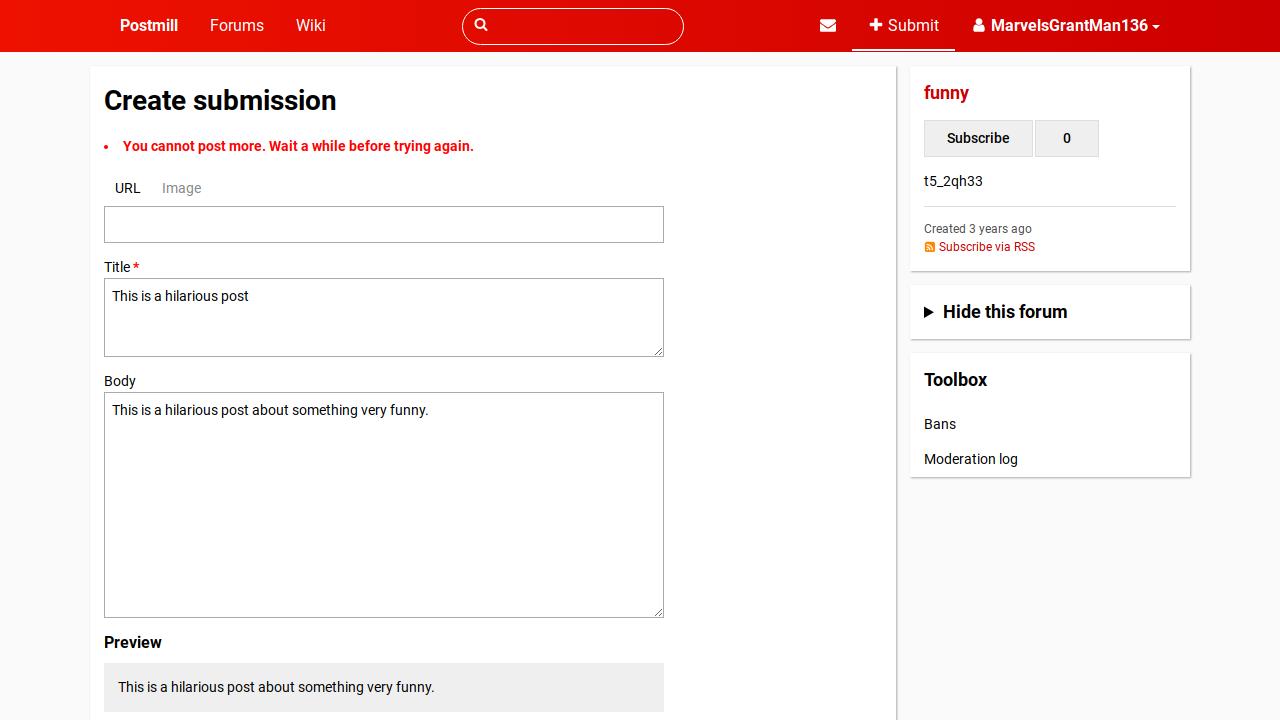 Postmill
Forums
Wiki
Submit
MarvelsGrantMan136
Create submission
You cannot post more. Wait a while before trying again.
URL
Image
Title *
This is a hilarious post
Body
This is a hilarious post about something very funny.
Preview
This is a hilarious post about something very funny.
funny
Subscribe
0
t5_2qh33
Created 3 years ago
Subscribe via RSS
Hide this forum
Toolbox
Bans
Moderation log